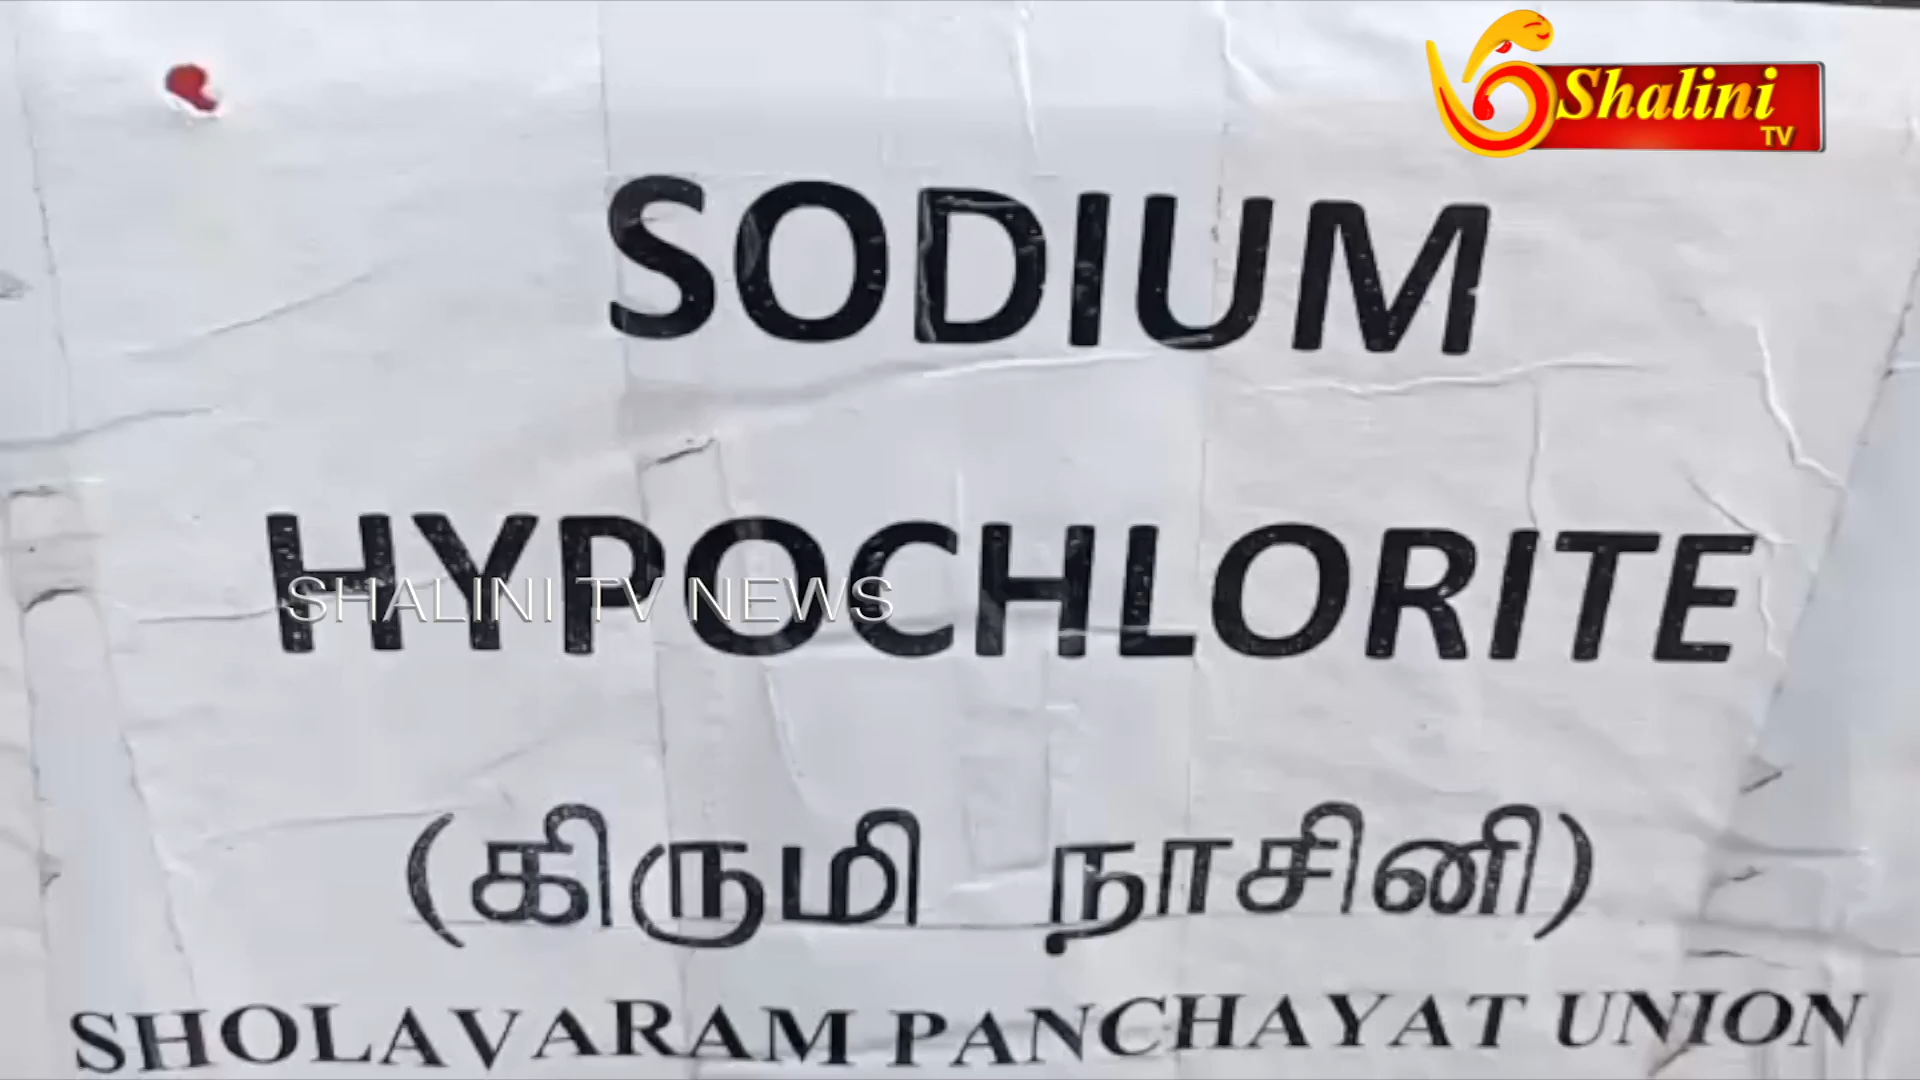 Shalini
TV
SODIUM
HYPOCHLORITE
SHALINI TV NEWS
(கிருமி நாசினி)
SHOLAVARAM PANCHAYAT UNION